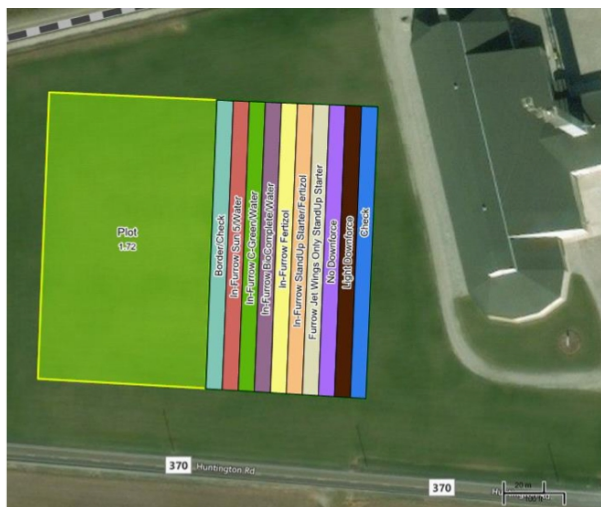 Plot
1-72
Border/Check
In-Furrow Sun 5/Water
In-Furrow C-Green/Water
In-Furrow BioComplete/Water
In-Furrow Fertizol
In-Furrow StandUp Starter/Fertizol
Furrow Jet Wings Only StandUp Starter
No Downforce
Light Downforce
Check
370
Huntington Rd
370
20 m
100 ft